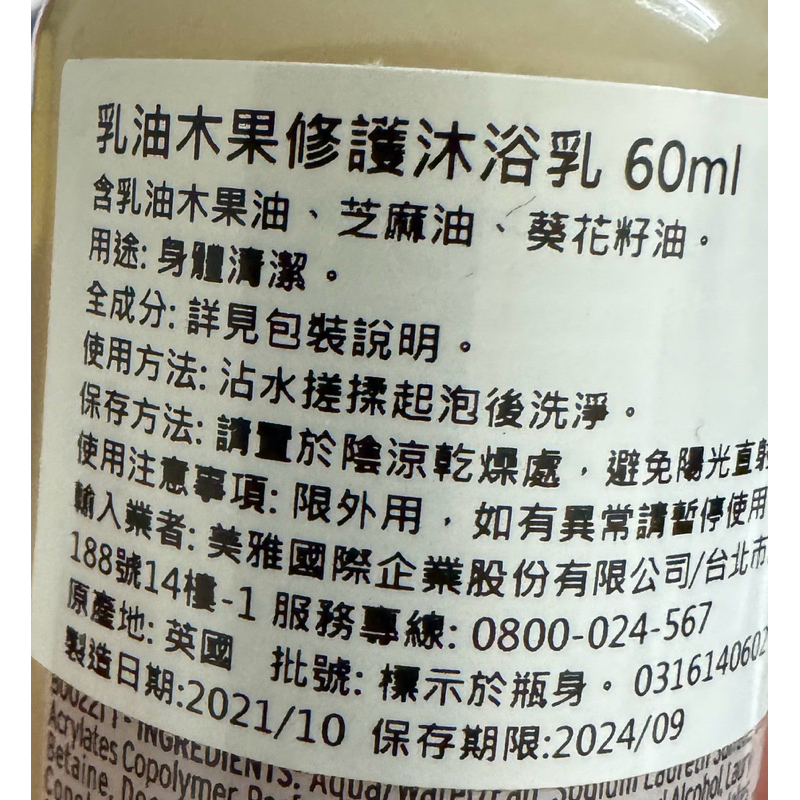 乳油木果修護沐浴乳 60ml
含乳油木果油、芝麻油、葵花籽油。
用途: 身體清潔。
全成分: 詳見包裝說明。
使用方法: 沾水搓揉起泡後洗淨。
保存方法: 請置於陰涼乾燥處，避免陽光直射
使用注意事項: 限外用，如有異常請暫停使用
輸入業者: 美雅國際企業股份有限公司/台北市
188號14樓-1 服務專線: 0800-024-567
原產地: 英國 批號: 標示於瓶身。 0316140602
製造日期:2021/10 保存期限:2024/09
INGREDIENTS: Aqua/Water/Eau, Sodium Laureth
Acrylates Copolymer,
Betaine, Alcohol,